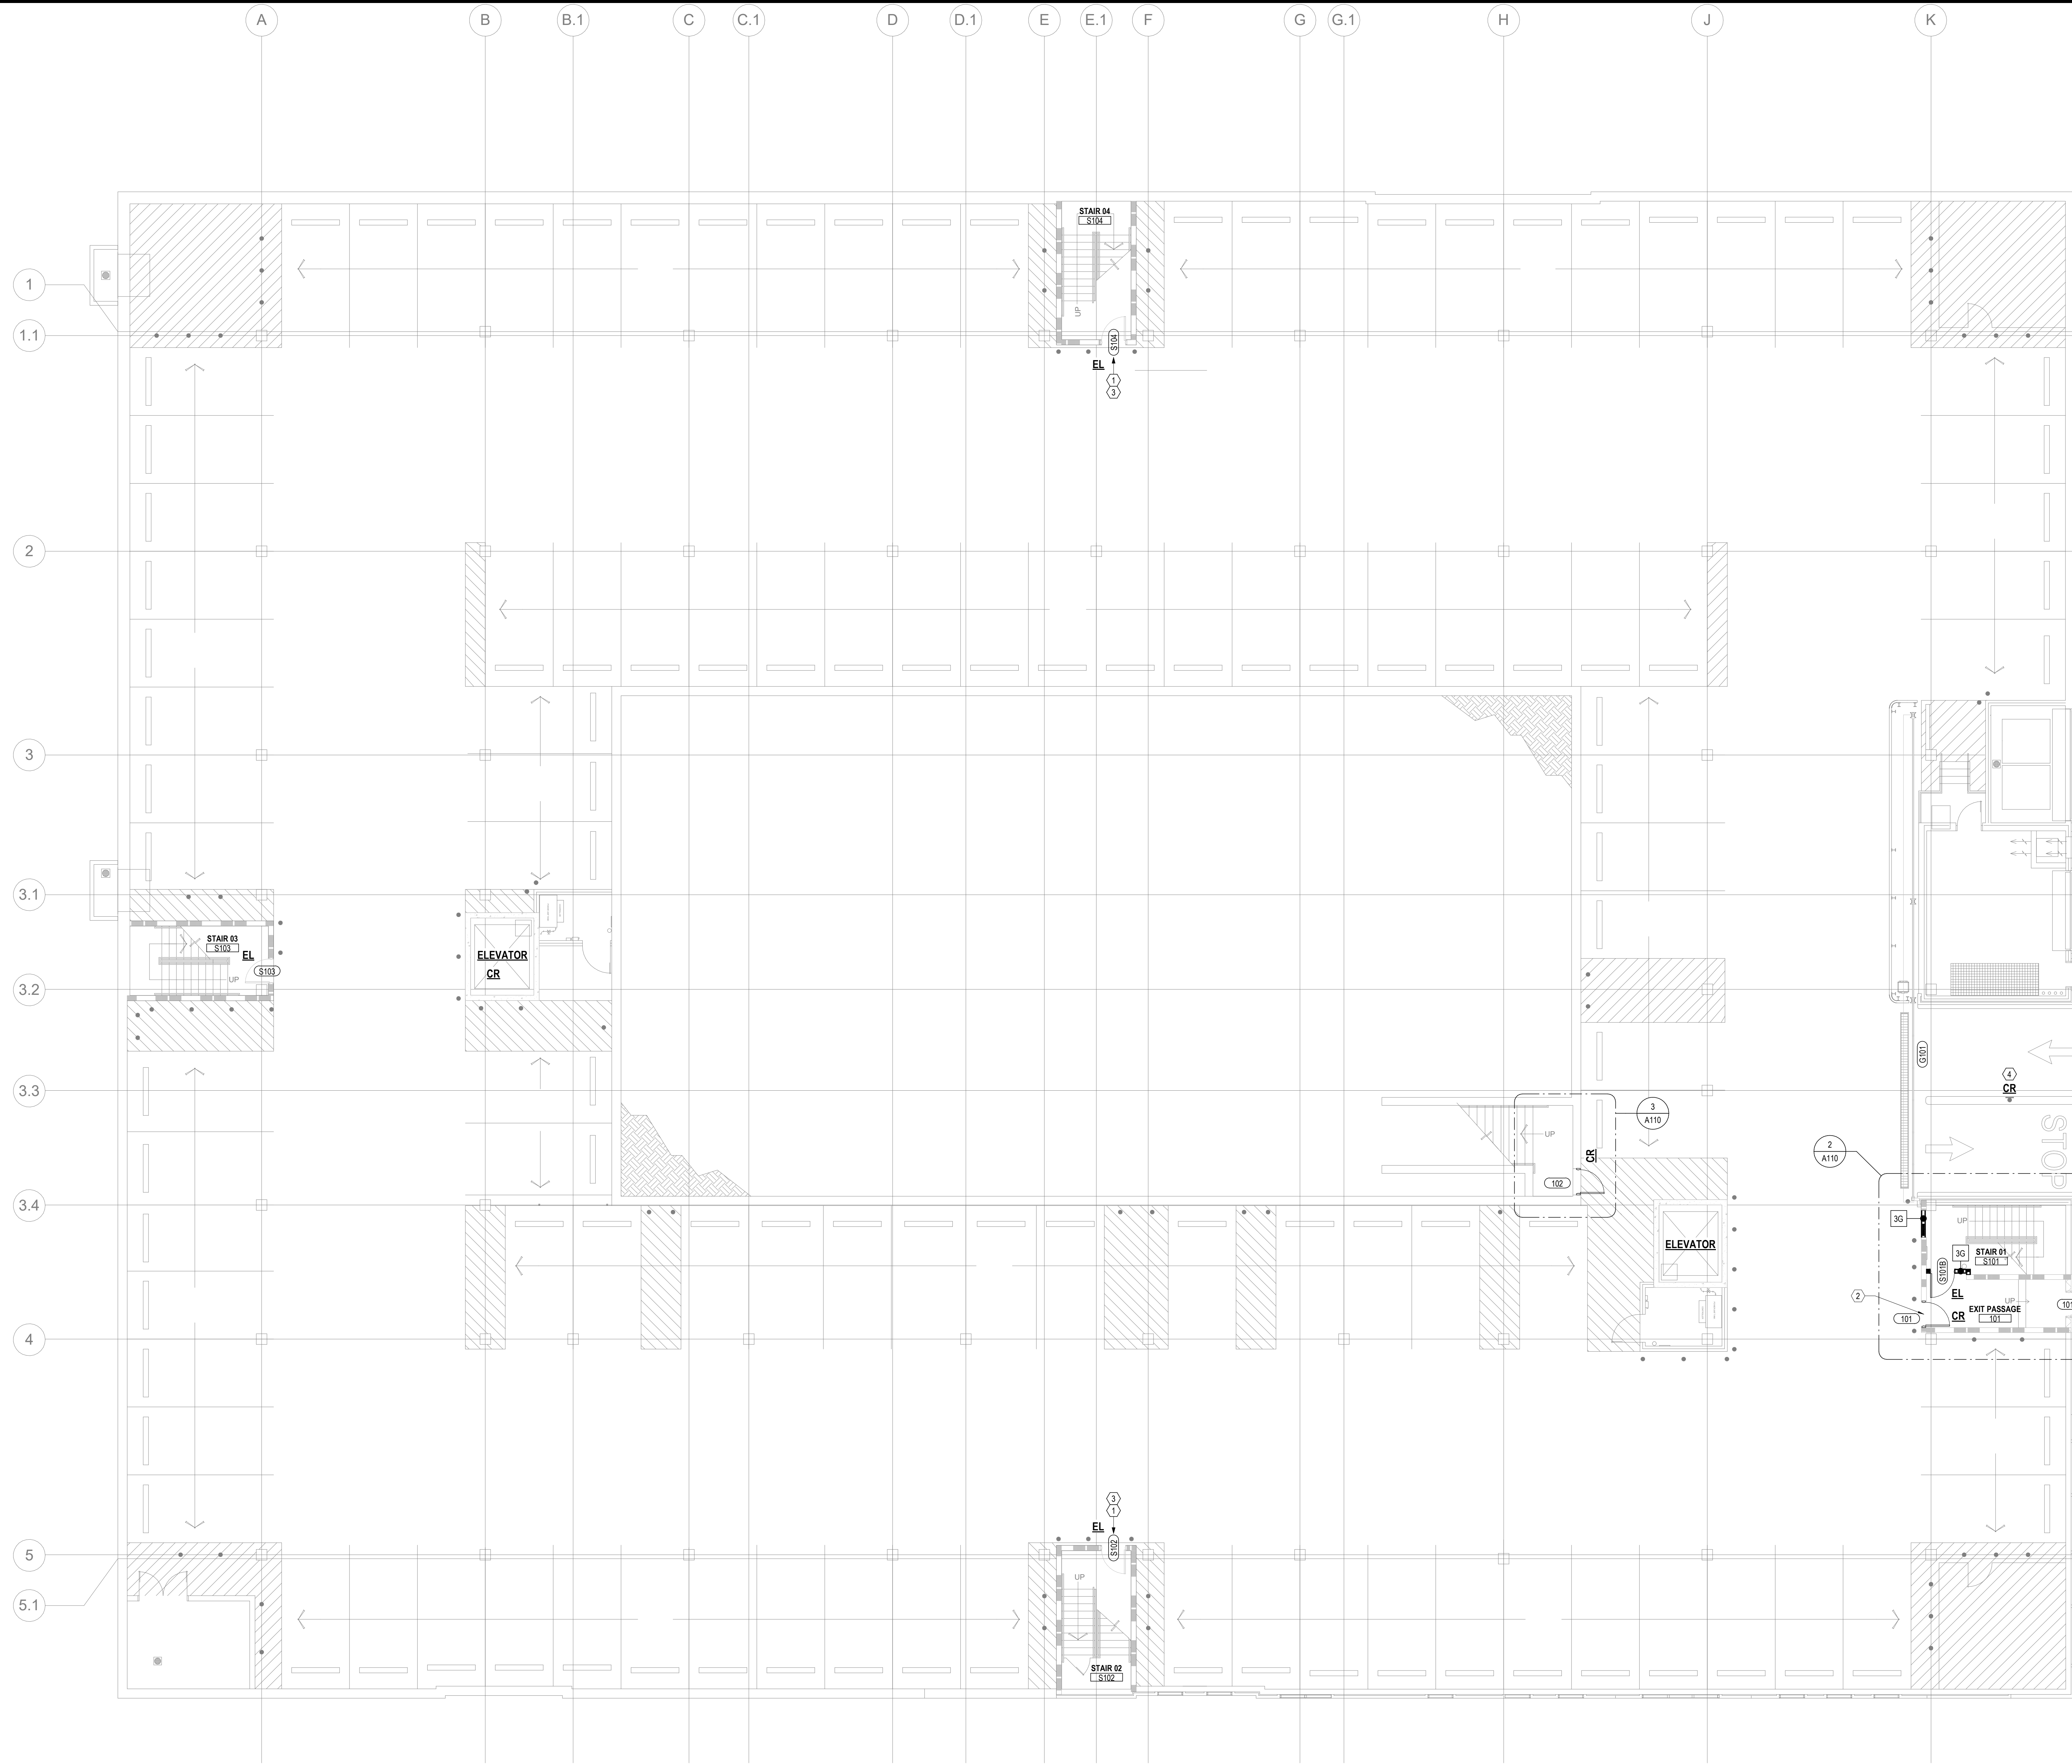 A B B.1 C C.1 D D.1 E E.1 F G G.1 H J K
STAIR 04
S104
1
UP
1.1
S104
EL
1
3
2
3
3.1
STAIR 03
S103
EL
S103
UP
ELEVATOR
CR
3.2
G101
4
CR
3.3
3
A110
STOP
UP
CR
2
A110
102
3.4
3G
UP
ELEVATOR
3G
STAIR 01
S101
S101B
EL
2
UP
EXIT PASSAGE
101
CR
101
101
4
3
1
EL
S102
5
UP
5.1
STAIR 02
S102